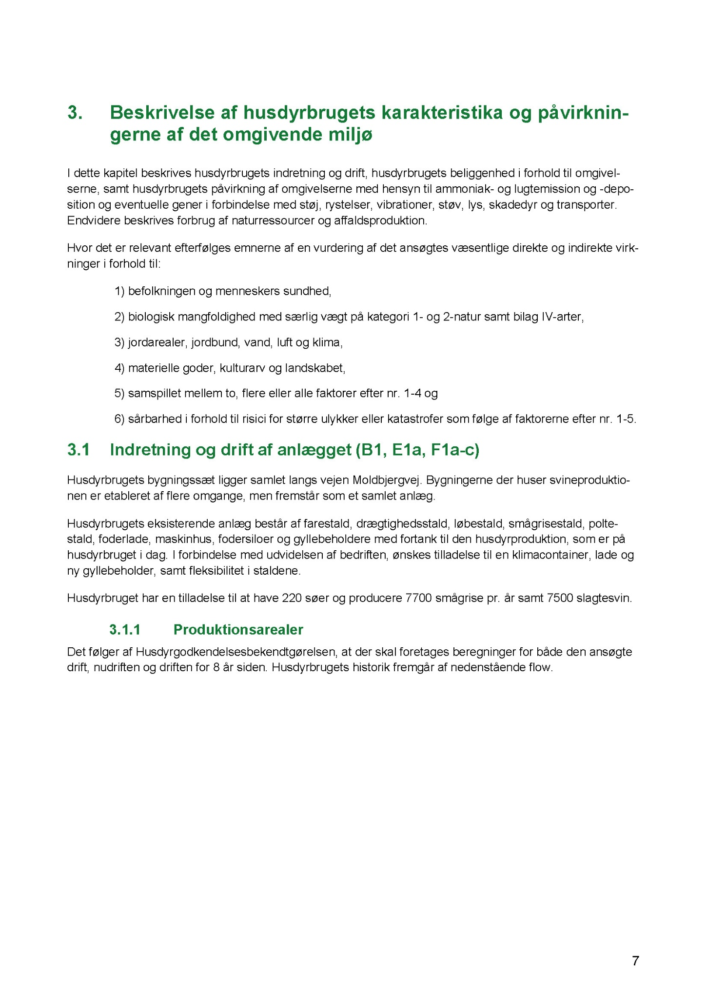 3. Beskrivelse af husdyrbrugets karakteristika og påvirknin-
gerne af det omgivende miljø
I dette kapitel beskrives husdyrbrugets indretning og drift, husdyrbrugets beliggenhed i forhold til omgivel-
serne, samt husdyrbrugets påvirkning af omgivelserne med hensyn til ammoniak- og lugtemission og -depo-
sition og eventuelle gener i forbindelse med støj, rystelser, vibrationer, støv, lys, skadedyr og transporter.
Endvidere beskrives forbrug af naturressourcer og affaldsproduktion.
Hvor det er relevant efterfølges emnerne af en vurdering af det ansøgtes væsentlige direkte og indirekte virk-
ninger i forhold til:
1) befolkningen og menneskers sundhed,
2) biologisk mangfoldighed med særlig vægt på kategori 1- og 2-natur samt bilag IV-arter,
3) jordarealer, jordbund, vand, luft og klima,
4) materielle goder, kulturarv og landskabet,
5) samspillet mellem to, flere eller alle faktorer efter nr. 1-4 og
6) sårbarhed i forhold til risici for større ulykker eller katastrofer som følge af faktorerne efter nr. 1-5.
3.1 Indretning og drift af anlægget (B1, E1a, F1a-c)
Husdyrbrugets bygningssæt ligger samlet langs vejen Moldbjergvej. Bygningerne der huser svineproduktio-
nen er etableret af flere omgange, men fremstår som et samlet anlæg.
Husdyrbrugets eksisterende anlæg består af farestald, drægtighedsstald, løbestald, smågrisestald, polte-
stald, foderlade, maskinhus, fodersiloer og gyllebeholdere med fortank til den husdyrproduktion, som er på
husdyrbruget i dag. I forbindelse med udvidelsen af bedriften, ønskes tilladelse til en klimacontainer, lade og
ny gyllebeholder, samt fleksibilitet i staldene.
Husdyrbruget har en tilladelse til at have 220 søer og producere 7700 smågrise pr. år samt 7500 slagtesvin.
3.1.1 Produktionsarealer
Det følger af Husdyrgodkendelsesbekendtgørelsen, at der skal foretages beregninger for både den ansøgte
drift, nudriften og driften for 8 år siden. Husdyrbrugets historik fremgår af nedenstående flow.
7